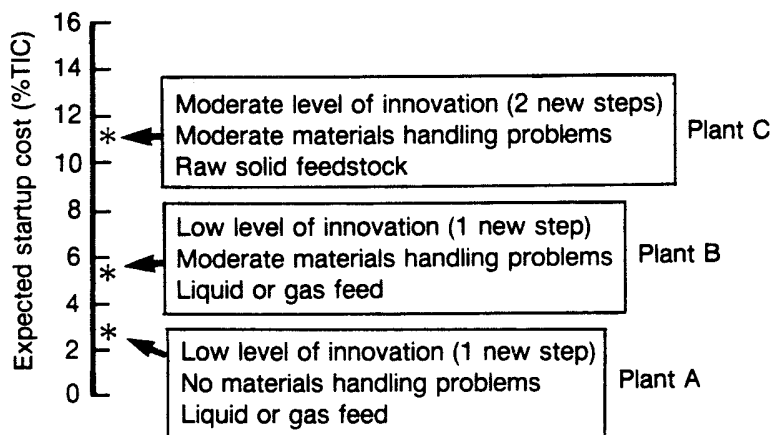 Expected startup cost (%TIC)
16
14
12
10
8
6
4
2
0
*
Moderate level of innovation (2 new steps)
Moderate materials handling problems
Raw solid feedstock
Plant C
*
Low level of innovation (1 new step)
Moderate materials handling problems
Liquid or gas feed
Plant B
*
Low level of innovation (1 new step)
No materials handling problems
Liquid or gas feed
Plant A